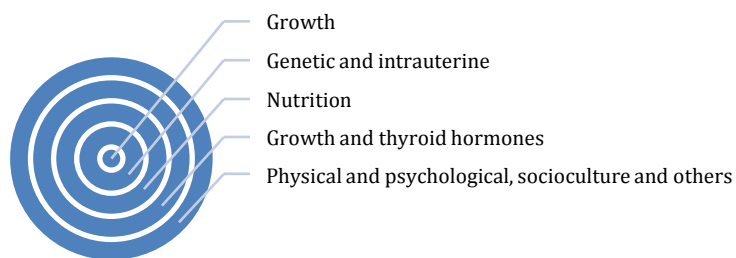 Growth
Genetic and intrauterine
Nutrition
Growth and thyroid hormones
Physical and psychological, socioculture and others